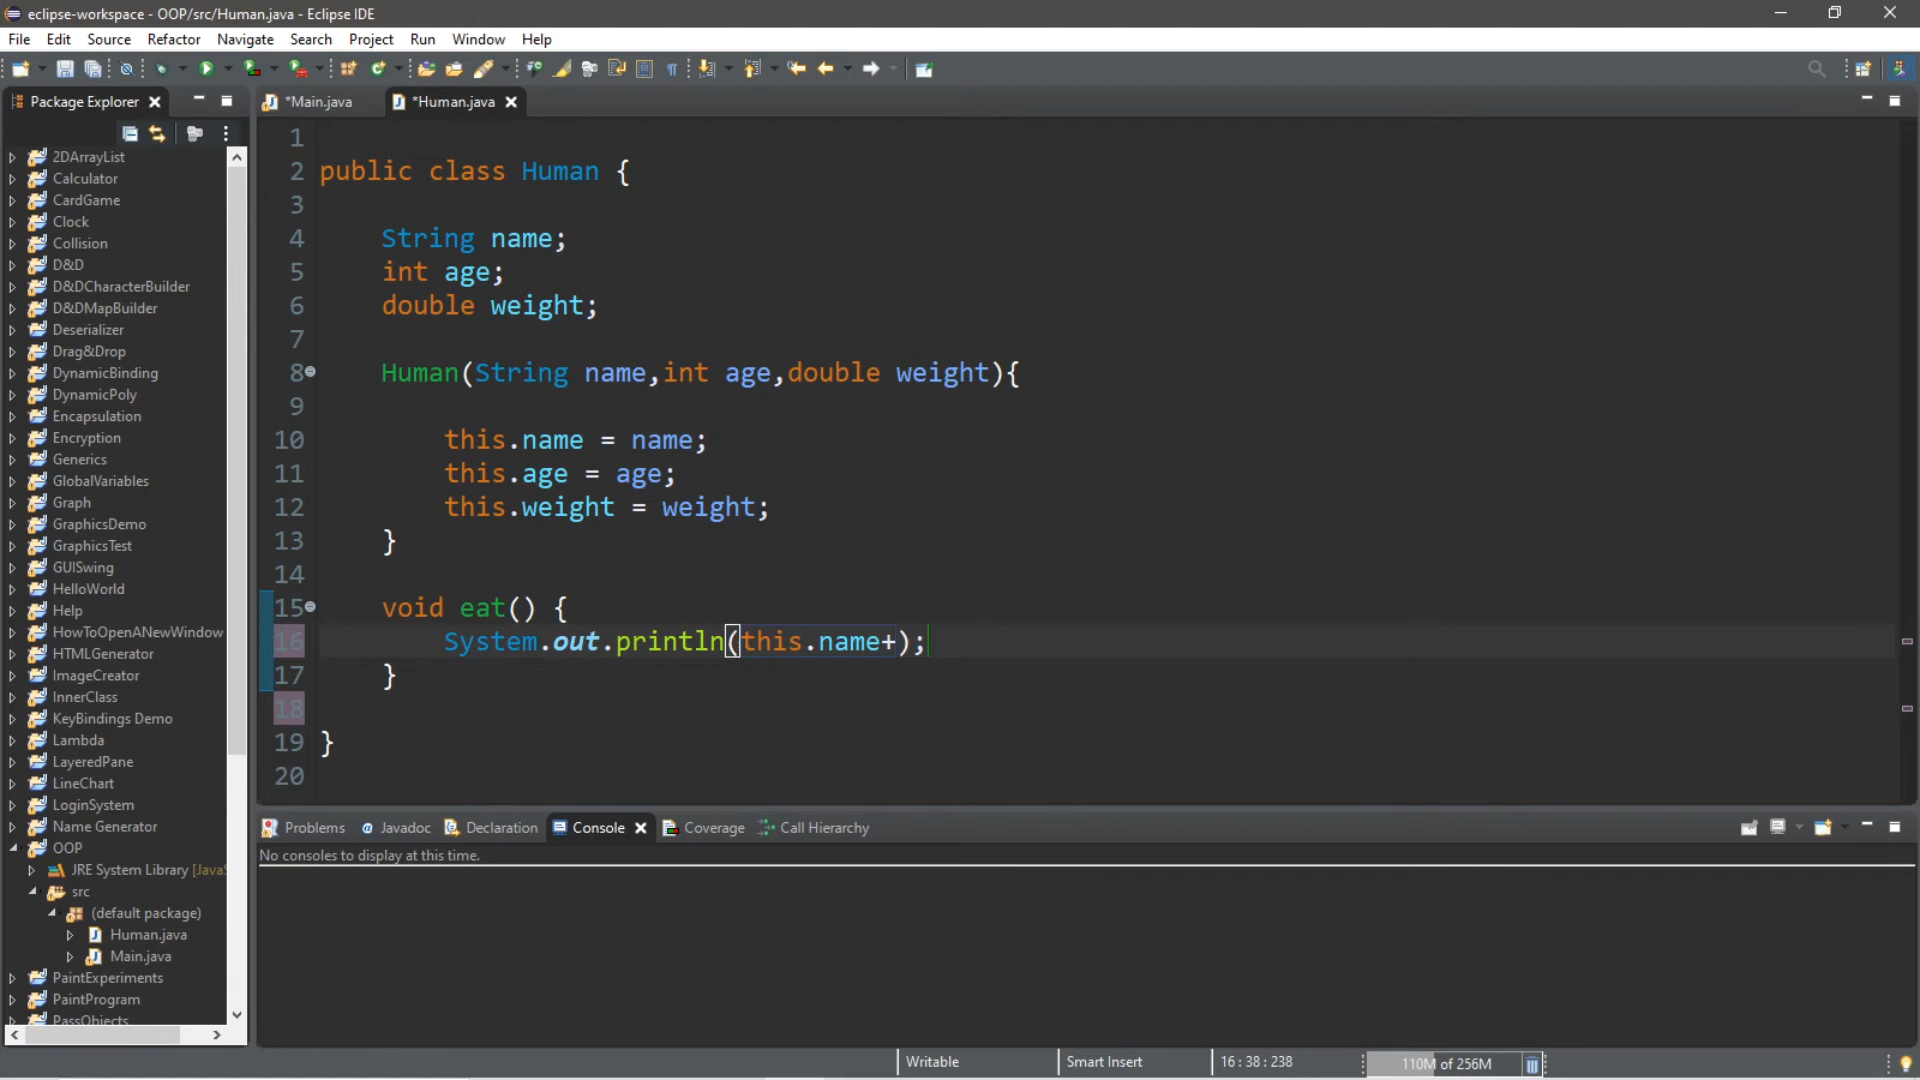 eclipse-workspace - OOP/src/Human.java - Eclipse IDE
File Edit Source Refactor Navigate Search Project Run Window Help
Package Explorer
*Main.java *Human.java
2DArrayList
Calculator
CardGame
Clock
Collision
D&D
D&DCharacterBuilder
D&DMapBuilder
Deserializer
Drag&Drop
DynamicBinding
DynamicPoly
Encapsulation
Encryption
Generics
GlobalVariables
Graph
GraphicsDemo
GraphicsTest
GUISwing
HelloWorld
Help
HowToOpenANewWindow
HTMLGenerator
ImageCreator
InnerClass
KeyBindings Demo
Lambda
LayeredPane
LineChart
LoginSystem
Name Generator
OOP
JRE System Library [JavaS
src
(default package)
Human.java
Main.java
PaintExperiments
PaintProgram
PassObjects
1
2 public class Human {
3
4 String name;
5 int age;
6 double weight;
7
8 Human(String name,int age,double weight){
9
10 this.name = name;
11 this.age = age;
12 this.weight = weight;
13 }
14
15 void eat() {
16 System.out.println(this.name+);
17 }
18
19 }
20
Problems Javadoc Declaration Console Coverage Call Hierarchy
No consoles to display at this time.
Writable Smart Insert 16 : 38 : 238 110M of 256M